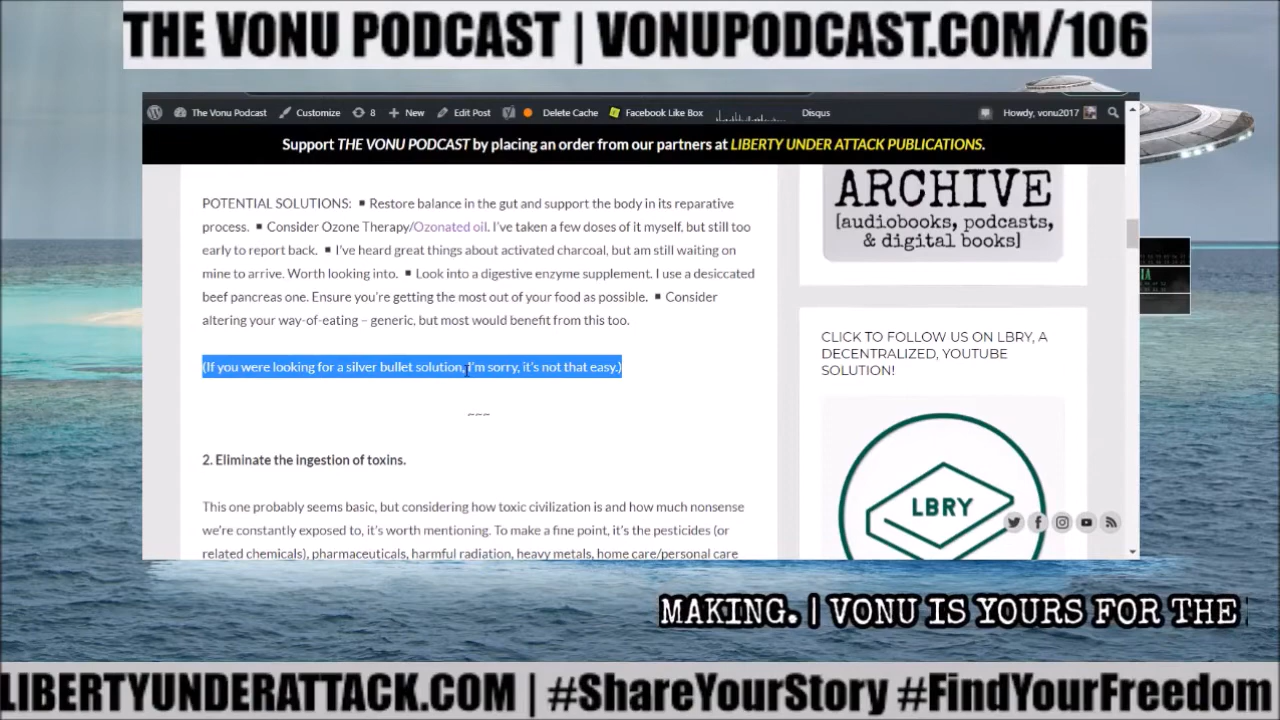 THE VONU PODCAST | VONUPODCAST.COM/106
The Vonu Podcast Customize 8 New Edit Post Delete Cache Facebook Like Box Disqus Howdy, vonu2017
Support THE VONU PODCAST by placing an order from our partners at LIBERTY UNDER ATTACK PUBLICATIONS.
POTENTIAL SOLUTIONS: ▪ Restore balance in the gut and support the body in its reparative
process. ▪ Consider Ozone Therapy/Ozonated oil. I've taken a few doses of it myself, but still too
early to report back. ▪ I've heard great things about activated charcoal, but am still waiting on
mine to arrive. Worth looking into. ▪ Look into a digestive enzyme supplement. I use a desiccated
beef pancreas one. Ensure you're getting the most out of your food as possible. ▪ Consider
altering your way-of-eating – generic, but most would benefit from this too.
(If you were looking for a silver bullet solution, I'm sorry, it's not that easy.)
~~~
2. Eliminate the ingestion of toxins.
This one probably seems basic, but considering how toxic civilization is and how much nonsense
we're constantly exposed to, it's worth mentioning. To make a fine point, it's the pesticides (or
related chemicals), pharmaceuticals, harmful radiation, heavy metals, home care/personal care
ARCHIVE
[audiobooks, podcasts,
& digital books]
CLICK TO FOLLOW US ON LBRY, A
DECENTRALIZED, YOUTUBE
SOLUTION!
LBRY
MAKING. | VONU IS YOURS FOR THE
LIBERTYUNDERATTACK.COM | #ShareYourStory #FindYourFreedom